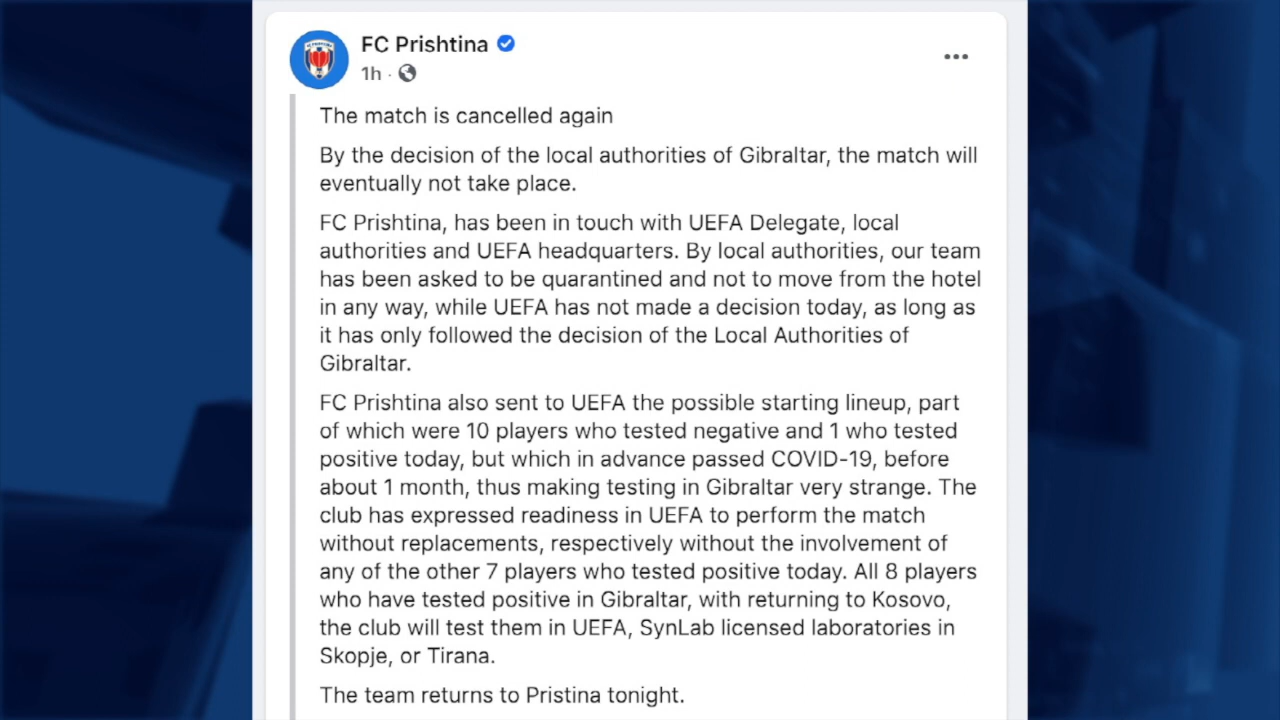 FC Prishtina
1h ·
The match is cancelled again
By the decision of the local authorities of Gibraltar, the match will
eventually not take place.
FC Prishtina, has been in touch with UEFA Delegate, local
authorities and UEFA headquarters. By local authorities, our team
has been asked to be quarantined and not to move from the hotel
in any way, while UEFA has not made a decision today, as long as
it has only followed the decision of the Local Authorities of
Gibraltar.
FC Prishtina also sent to UEFA the possible starting lineup, part
of which were 10 players who tested negative and 1 who tested
positive today, but which in advance passed COVID-19, before
about 1 month, thus making testing in Gibraltar very strange. The
club has expressed readiness in UEFA to perform the match
without replacements, respectively without the involvement of
any of the other 7 players who tested positive today. All 8 players
who have tested positive in Gibraltar, with returning to Kosovo,
the club will test them in UEFA, SynLab licensed laboratories in
Skopje, or Tirana.
The team returns to Pristina tonight.